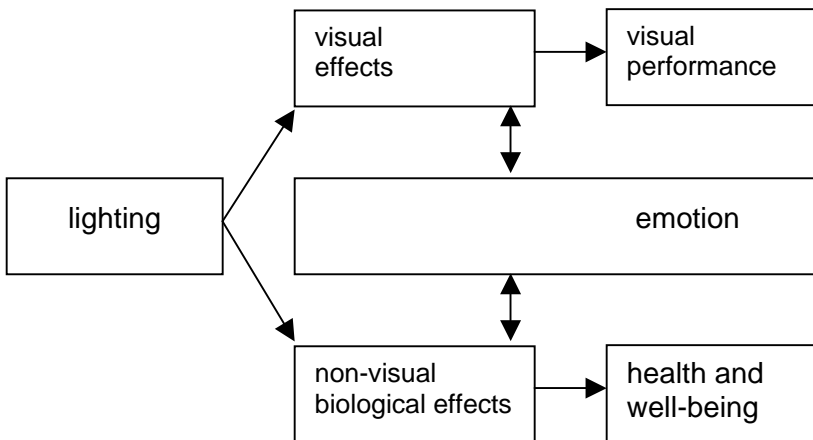 visual
effects
visual
performance
lighting
emotion
non-visual
biological effects
health and
well-being